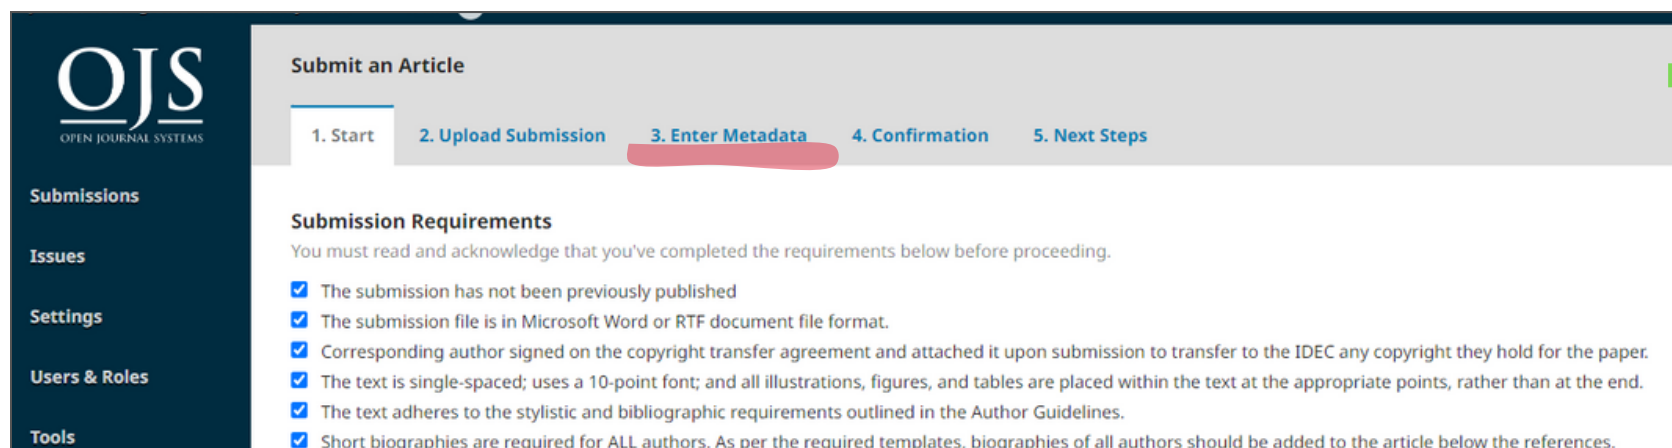 OJS
OPEN JOURNAL SYSTEMS
Submissions
Issues
Settings
Users & Roles
Tools
Submit an Article
1. Start 2. Upload Submission 3. Enter Metadata 4. Confirmation 5. Next Steps
Submission Requirements
You must read and acknowledge that you've completed the requirements below before proceeding.
The submission has not been previously published
The submission file is in Microsoft Word or RTF document file format.
Corresponding author signed on the copyright transfer agreement and attached it upon submission to transfer to the IDEC any copyright they hold for the paper.
The text is single-spaced; uses a 10-point font; and all illustrations, figures, and tables are placed within the text at the appropriate points, rather than at the end.
The text adheres to the stylistic and bibliographic requirements outlined in the Author Guidelines.
Short biographies are required for ALL authors. As per the required templates, biographies of all authors should be added to the article below the references.